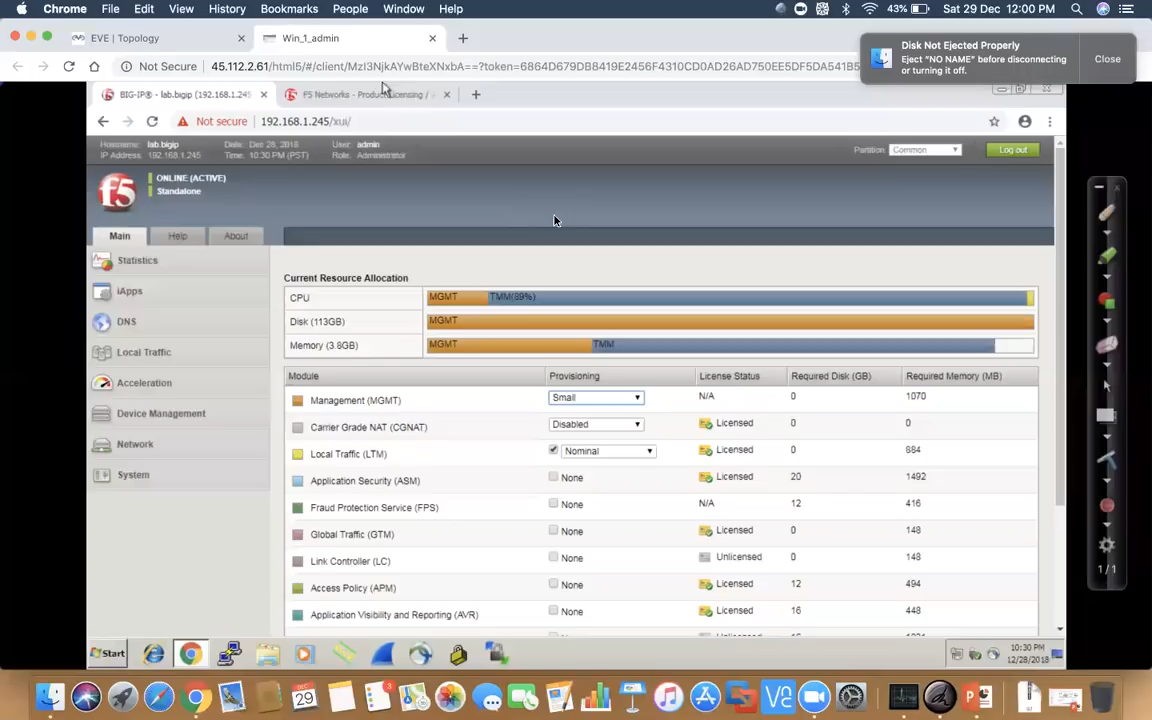 Chrome File Edit View History Bookmarks People Window Help 43% Sat 29 Dec 12:00 PM
EVE | Topology
Win_1_admin
Disk Not Ejected Properly
Eject "NO NAME" before disconnecting
or turning it off.
Close
Not Secure
BIG-IP® - lab.bigip (192.168.1.245
F5 Networks - Product Licensing /
Not secure 192.168.1.245/xui/
Hostname: lab.bigip Date: Dec 28, 2018 User: admin
IP Address: 192.168.1.245 Time: 10:30 PM (PST) Role: Administrator
Partition: Common Log out
f5
ONLINE (ACTIVE)
Standalone
Main Help About
Statistics
iApps
DNS
Local Traffic
Acceleration
Device Management
Network
System
Current Resource Allocation
CPU MGMT TMM(89%)
Disk (113GB) MGMT
Memory (3.8GB) MGMT TMM
Module Provisioning License Status Required Disk (GB) Required Memory (MB)
Management (MGMT) Small N/A 0 1070
Carrier Grade NAT (CGNAT) Disabled Licensed 0 0
Local Traffic (LTM) Nominal Licensed 0 684
Application Security (ASM) None Licensed 20 1492
Fraud Protection Service (FPS) None N/A 12 416
Global Traffic (GTM) None Licensed 0 148
Link Controller (LC) None Unlicensed 0 148
Access Policy (APM) None Licensed 12 494
Application Visibility and Reporting (AVR) None Licensed 16 448
1/1
Start
10:30 PM
12/28/2018
DEC
29
3
VE